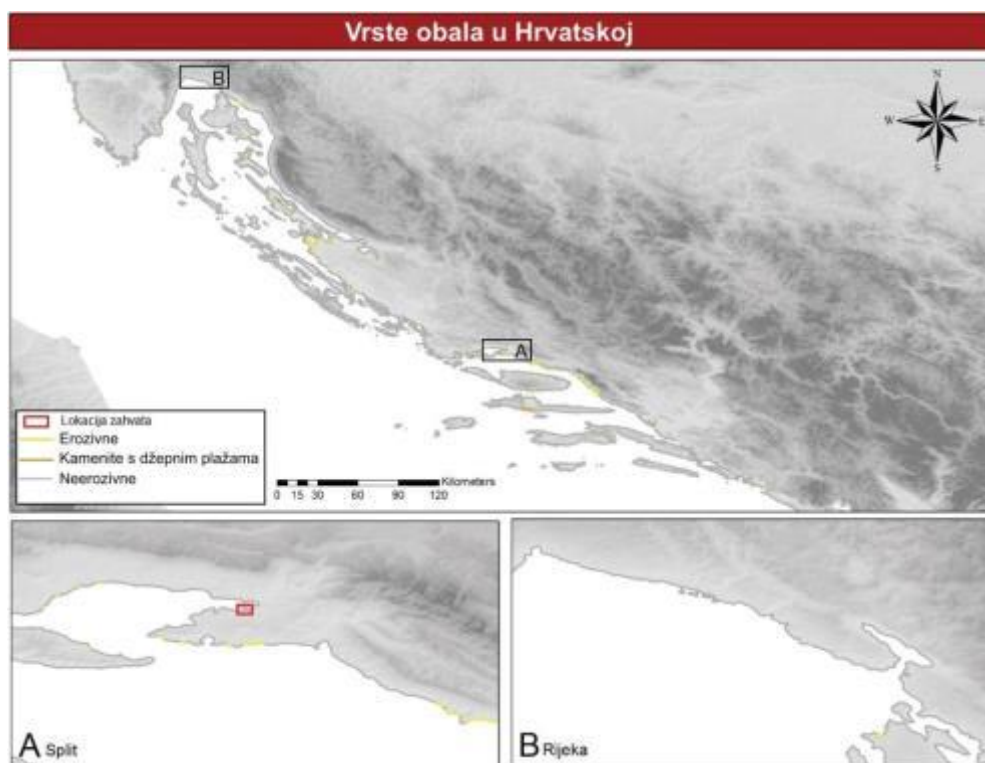 Vrste obala u Hrvatskoj
B
N
W
E
S
A
Lokacija zahvata
Erozivne
Kamenite s džepnim plažama
Neerozivne
Kilometers
0 15 30 60 90 120
A Split
B Rijeka